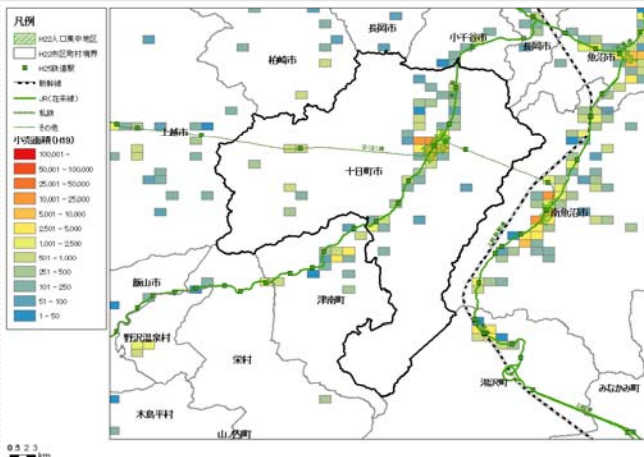 凡例
H22人口集中地区
H22市区町村境界
H25鉄道駅
新幹線
JR(在来線)
私鉄
その他
小売面積(H19)
100,001 ~
50,001 ~ 100,000
25,001 ~ 50,000
10,001 ~ 25,000
5,001 ~ 10,000
2,501 ~ 5,000
1,001 ~ 2,500
501 ~ 1,000
251 ~ 500
101 ~ 250
51 ~ 100
1 ~ 50
長岡市
小千谷市
長岡市
魚沼市
柏崎市
上越市
十日町市
南魚沼市
飯山市
津南町
野沢温泉村
栄村
湯沢町
みなかみ町
木島平村
山ノ内町
0 0.5 1 2 3
km